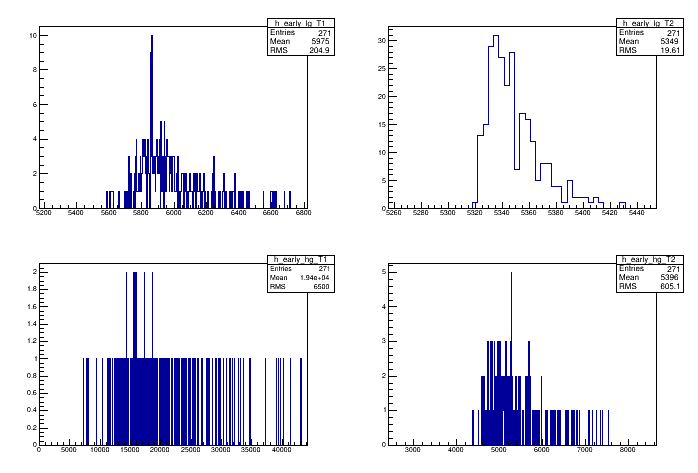 h_early_lg_T1
Entries 271
Mean 5975
RMS 204.9
10
8
6
4
2
0
5200 5400 5600 5800 6000 6200 6400 6600 6800
h_early_lg_T2
Entries 271
Mean 5349
RMS 19.61
30
25
20
15
10
5
0
5260 5280 5300 5320 5340 5360 5380 5400 5420 5440
h_early_hg_T1
Entries 271
Mean 1.94e+04
RMS 6500
2
1.8
1.6
1.4
1.2
1
0.8
0.6
0.4
0.2
0
0 5000 10000 15000 20000 25000 30000 35000 40000
h_early_hg_T2
Entries 271
Mean 5396
RMS 605.1
5
4
3
2
1
0
3000 4000 5000 6000 7000 8000